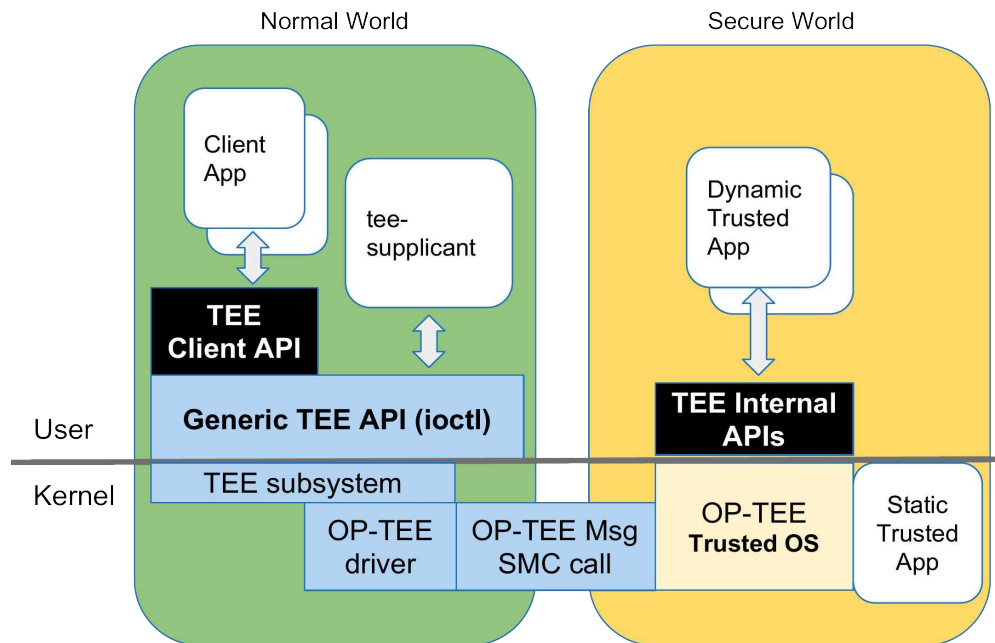 Normal World
Secure World
Client
App
tee-
supplicant
Dynamic
Trusted
App
TEE
Client API
Generic TEE API (ioctl)
TEE Internal
APIs
User
Kernel
TEE subsystem
OP-TEE
driver
OP-TEE Msg
SMC call
OP-TEE
Trusted OS
Static
Trusted
App